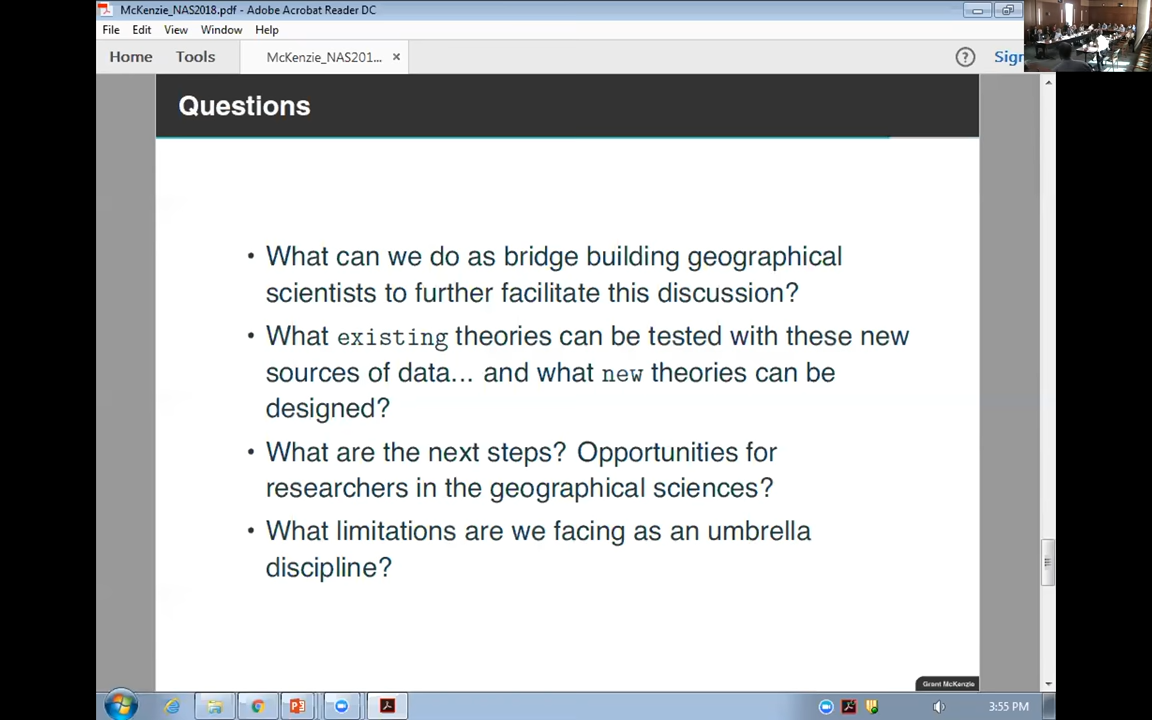 McKenzie_NAS2018.pdf - Adobe Acrobat Reader DC
File Edit View Window Help
Home Tools McKenzie_NAS201... × ? Sign
Questions
• What can we do as bridge building geographical
scientists to further facilitate this discussion?
• What existing theories can be tested with these new
sources of data... and what new theories can be
designed?
• What are the next steps? Opportunities for
researchers in the geographical sciences?
• What limitations are we facing as an umbrella
discipline?
Grant McKenzie
3:55 PM